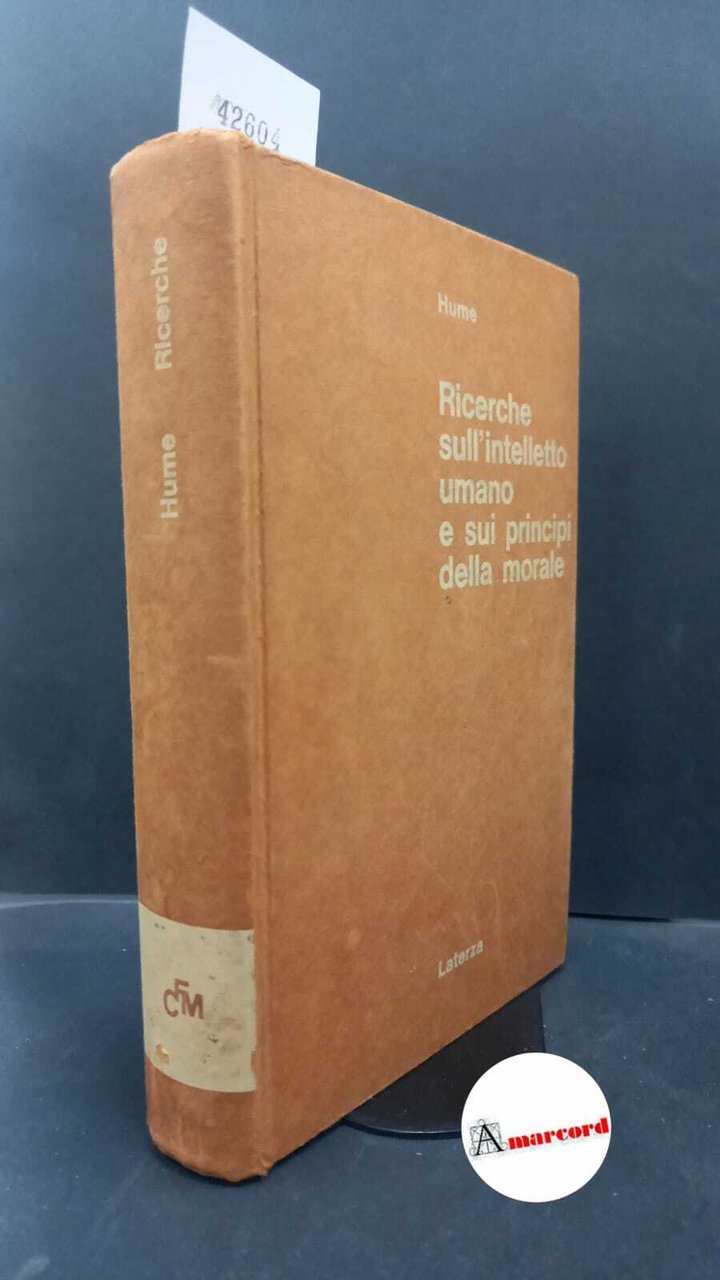 42604
Hume
Ricerche
sull'intelletto
umano
e sui principi
della morale
Laterza
Hume Ricerche
CFM
Amarcord